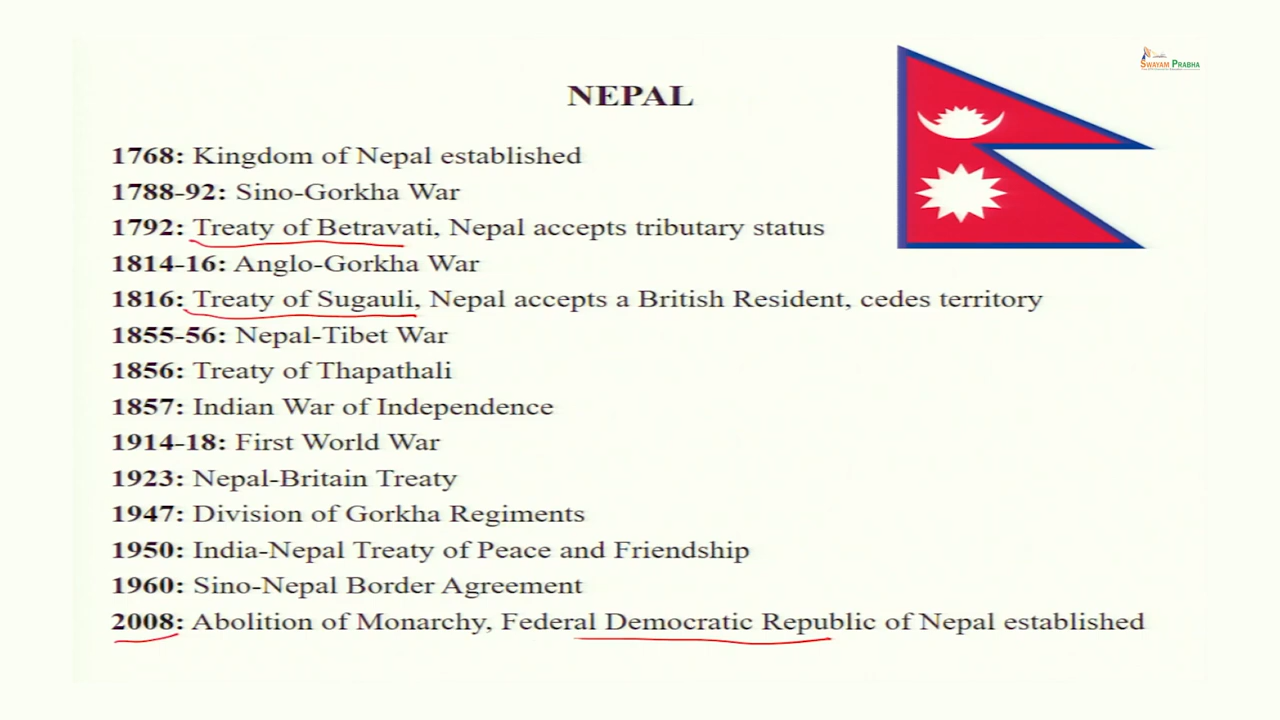 SWAYAM PRABHA
NEPAL
1768: Kingdom of Nepal established
1788-92: Sino-Gorkha War
1792: Treaty of Betravati, Nepal accepts tributary status
1814-16: Anglo-Gorkha War
1816: Treaty of Sugauli, Nepal accepts a British Resident, cedes territory
1855-56: Nepal-Tibet War
1856: Treaty of Thapathali
1857: Indian War of Independence
1914-18: First World War
1923: Nepal-Britain Treaty
1947: Division of Gorkha Regiments
1950: India-Nepal Treaty of Peace and Friendship
1960: Sino-Nepal Border Agreement
2008: Abolition of Monarchy, Federal Democratic Republic of Nepal established